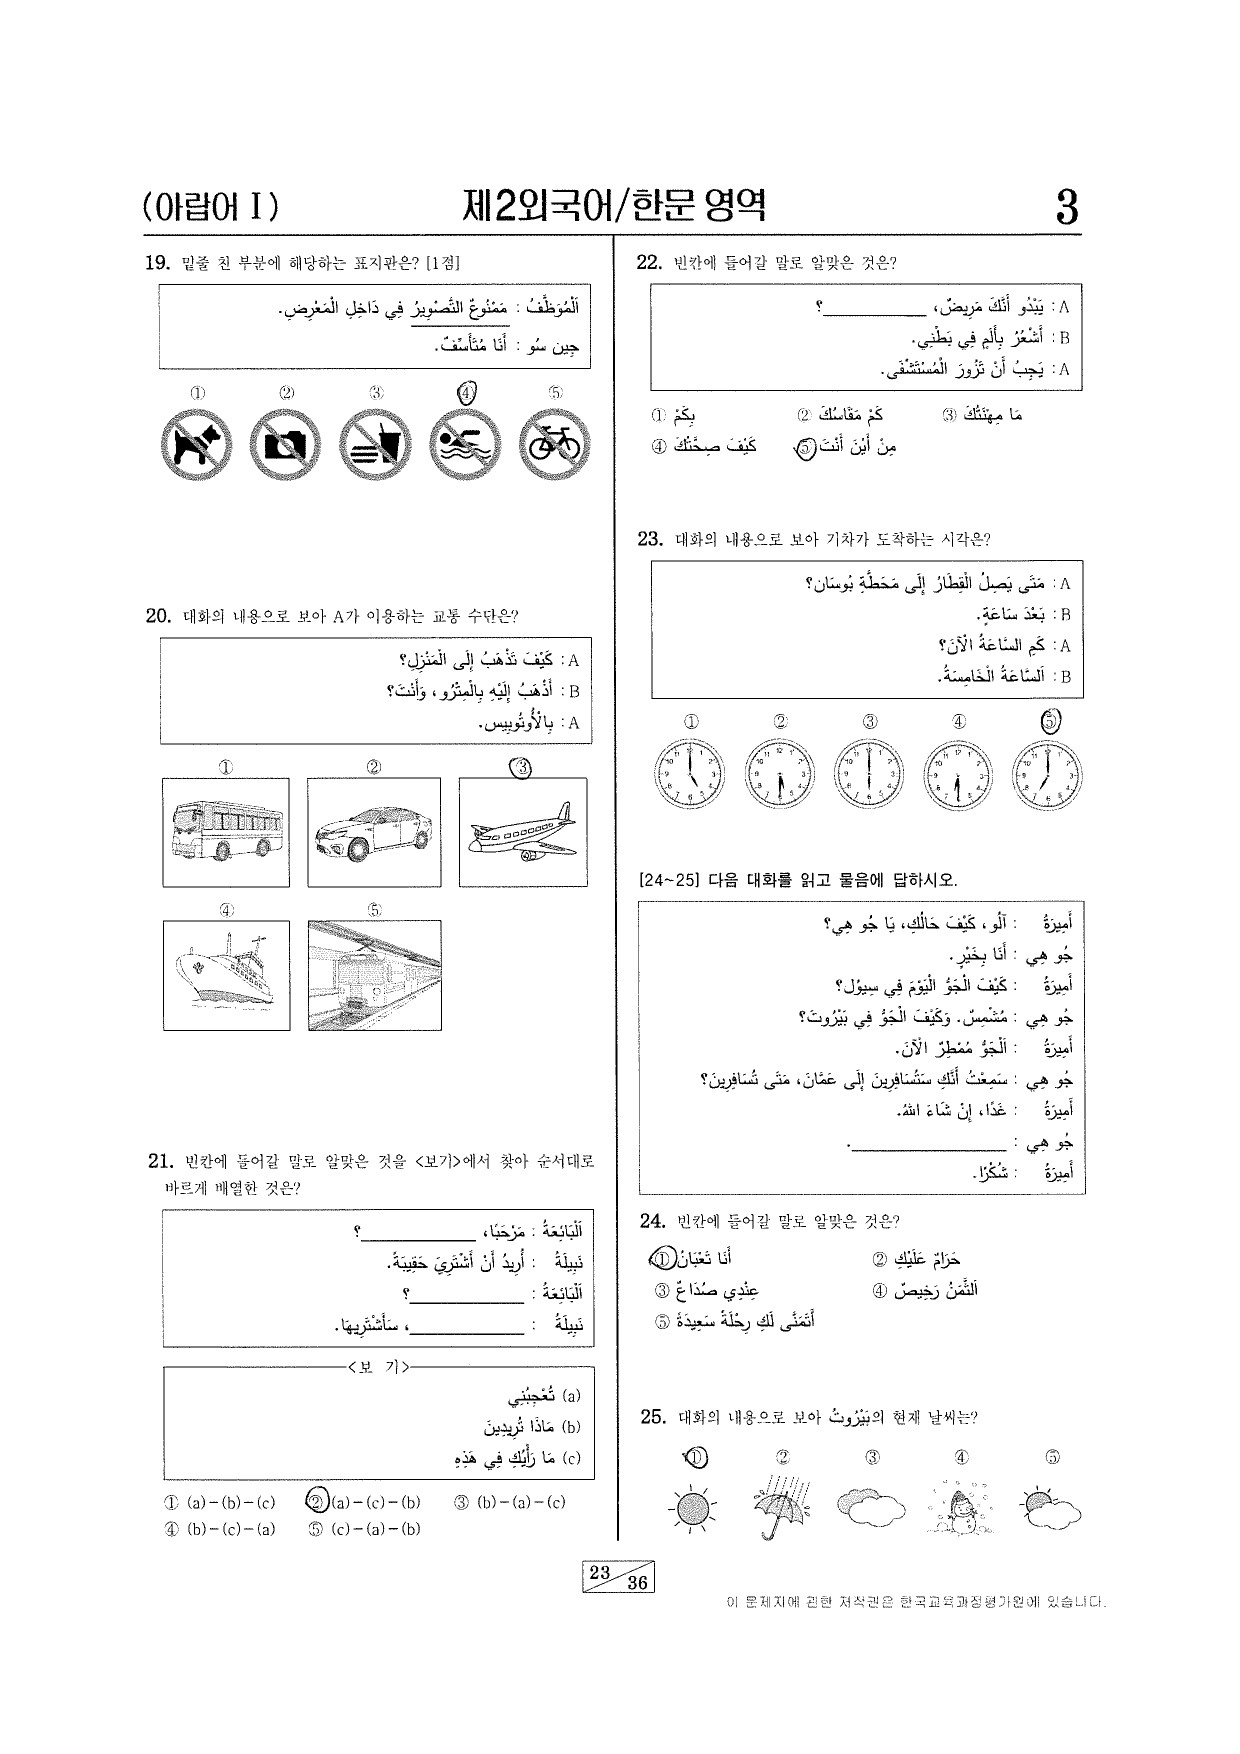 (아랍어 I)
제2외국어/한문 영역
3
19. 밑줄 친 부분에 해당하는 표지판은? [1점]
اَلْمُوَظَّفُ : مَمْنُوعٌ التَّصْوِيرُ فِي دَاخِلِ الْمَعْرِضِ.
جِين سُو : أَنَا مُتَأَسِّفٌ.
① ② ③ ④ ⑤
20. 대화의 내용으로 보아 A가 이용하는 교통 수단은?
A : كَيْفَ تَذْهَبُ إِلَى الْمَنْزِلِ؟
B : أَذْهَبُ إِلَيْهِ بِالْمِتْرُو، وَأَنْتَ؟
A : بِالْأُوتُوبِيس.
① ② ③
④ ⑤
21. 빈칸에 들어갈 말로 알맞은 것을 <보기>에서 찾아 순서대로
바르게 배열한 것은?
اَلْبَائِعَةُ : مَرْحَبًا، ____________؟
نَبِيلَةُ : أُرِيدُ أَنْ أَشْتَرِيَ حَقِيبَةً.
اَلْبَائِعَةُ : ____________؟
نَبِيلَةُ : ____________، سَأَشْتَرِيهَا.
<보 기>
(a) تُعْجِبُنِي
(b) مَاذَا تُرِيدِينَ
(c) مَا رَأْيُكِ فِي هَذِهِ
① (a)-(b)-(c) ② (a)-(c)-(b) ③ (b)-(a)-(c)
④ (b)-(c)-(a) ⑤ (c)-(a)-(b)
22. 빈칸에 들어갈 말로 알맞은 것은?
A : يَبْدُو أَنَّكَ مَرِيضٌ، ____________؟
B : أَشْعُرُ بِأَلَمٍ فِي بَطْنِي.
A : يَجِبُ أَنْ تَزُورَ الْمُسْتَشْفَى.
① بِكَمْ ② كَمْ مَقَاسُكَ ③ مَا مِهْنَتُكَ
④ كَيْفَ صِحَّتُكَ ⑤ مِنْ أَيْنَ أَنْتَ
23. 대화의 내용으로 보아 기차가 도착하는 시각은?
A : مَتَى يَصِلُ الْقِطَارُ إِلَى مَحَطَّةِ بُوسَان؟
B : بَعْدَ سَاعَةٍ.
A : كَمِ السَّاعَةُ الْآنَ؟
B : اَلسَّاعَةُ الْخَامِسَةُ.
① ② ③ ④ ⑤
[24~25] 다음 대화를 읽고 물음에 답하시오.
أَمِيرَةُ : آلُو، كَيْفَ حَالُكِ، يَا جُو هِي؟
جُو هِي : أَنَا بِخَيْرٍ.
أَمِيرَةُ : كَيْفَ الْجَوُّ الْيَوْمَ فِي سِيُول؟
جُو هِي : مُشْمِسٌ. وَكَيْفَ الْجَوُّ فِي بَيْرُوتَ؟
أَمِيرَةُ : اَلْجَوُّ مُمْطِرٌ الْآنَ.
جُو هِي : سَمِعْتُ أَنَّكِ سَتُسَافِرِينَ إِلَى عَمَّانَ، مَتَى تُسَافِرِينَ؟
أَمِيرَةُ : غَدًا، إِنْ شَاءَ اللهُ.
جُو هِي : ____________.
أَمِيرَةُ : شُكْرًا.
24. 빈칸에 들어갈 말로 알맞은 것은?
① أَنَا تَعْبَانُ ② حَرَامٌ عَلَيْكِ
③ عِنْدِي صُدَاعٌ ④ اَلثَّمَنُ رَخِيصٌ
⑤ أَتَمَنَّى لَكِ رِحْلَةً سَعِيدَةً
25. 대화의 내용으로 보아 بَيْرُوتُ의 현재 날씨는?
① ② ③ ④ ⑤
23
36
이 문제지에 관한 저작권은 한국교육과정평가원에 있습니다.